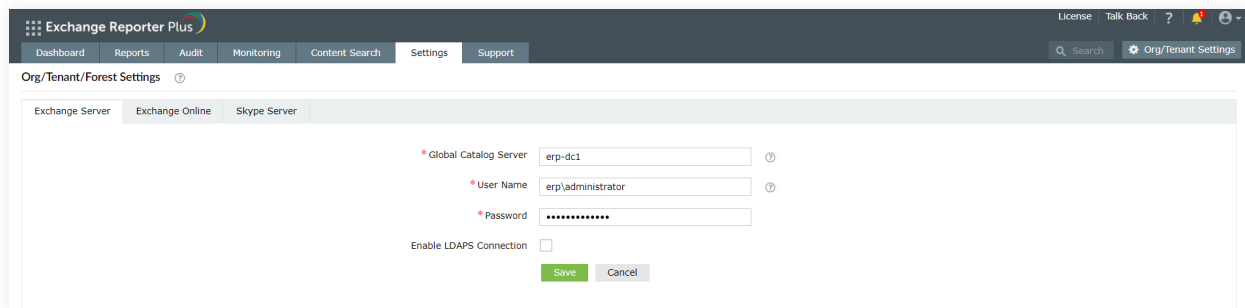 License Talk Back ? 1
Exchange Reporter Plus
Dashboard Reports Audit Monitoring Content Search Settings Support Search Org/Tenant Settings
Org/Tenant/Forest Settings ?
Exchange Server Exchange Online Skype Server
* Global Catalog Server erp-dc1 ?
* User Name erp\administrator ?
* Password •••••••••••••
Enable LDAPS Connection
Save Cancel